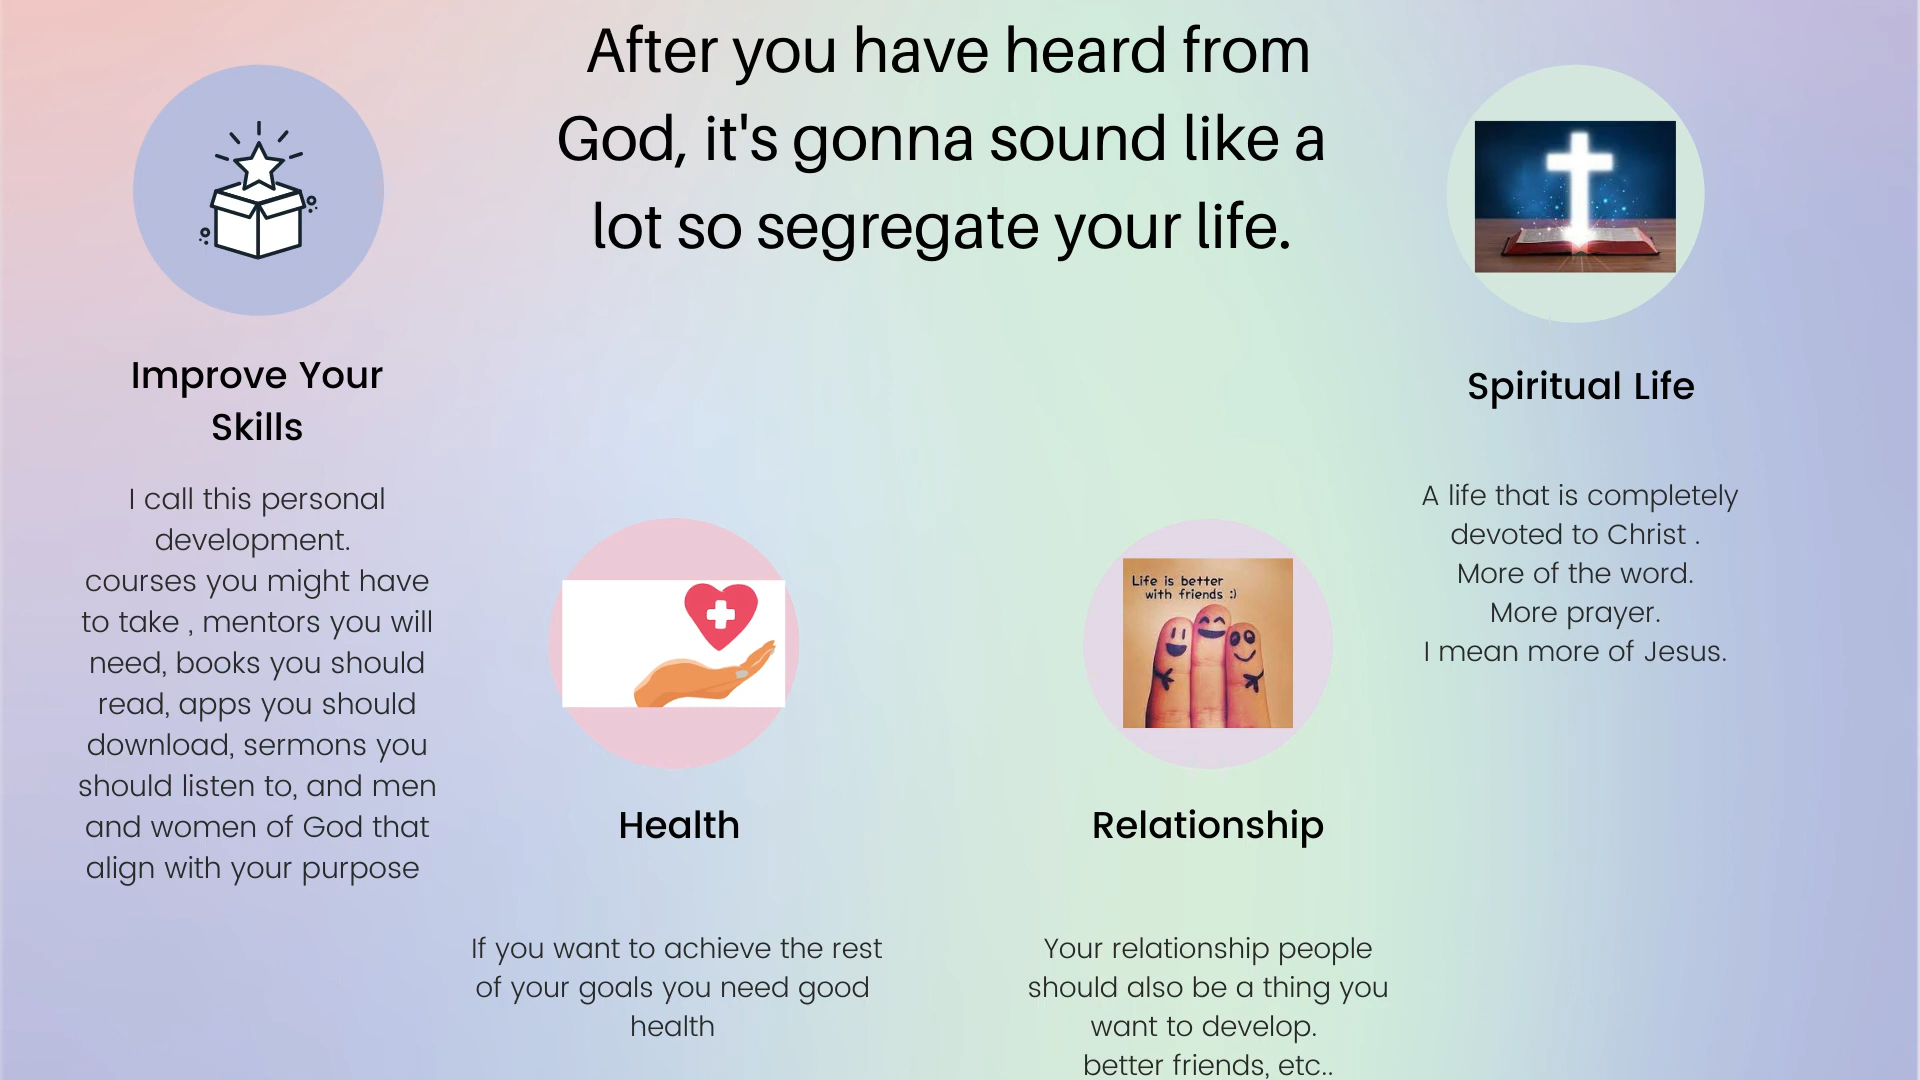 After you have heard from
God, it's gonna sound like a
lot so segregate your life.
Improve Your
Skills
I call this personal
development.
courses you might have
to take , mentors you will
need, books you should
read, apps you should
download, sermons you
should listen to, and men
and women of God that
align with your purpose
Health
If you want to achieve the rest
of your goals you need good
health
Life is better
with friends :)
Relationship
Your relationship people
should also be a thing you
want to develop.
better friends, etc..
Spiritual Life
A life that is completely
devoted to Christ .
More of the word.
More prayer.
I mean more of Jesus.